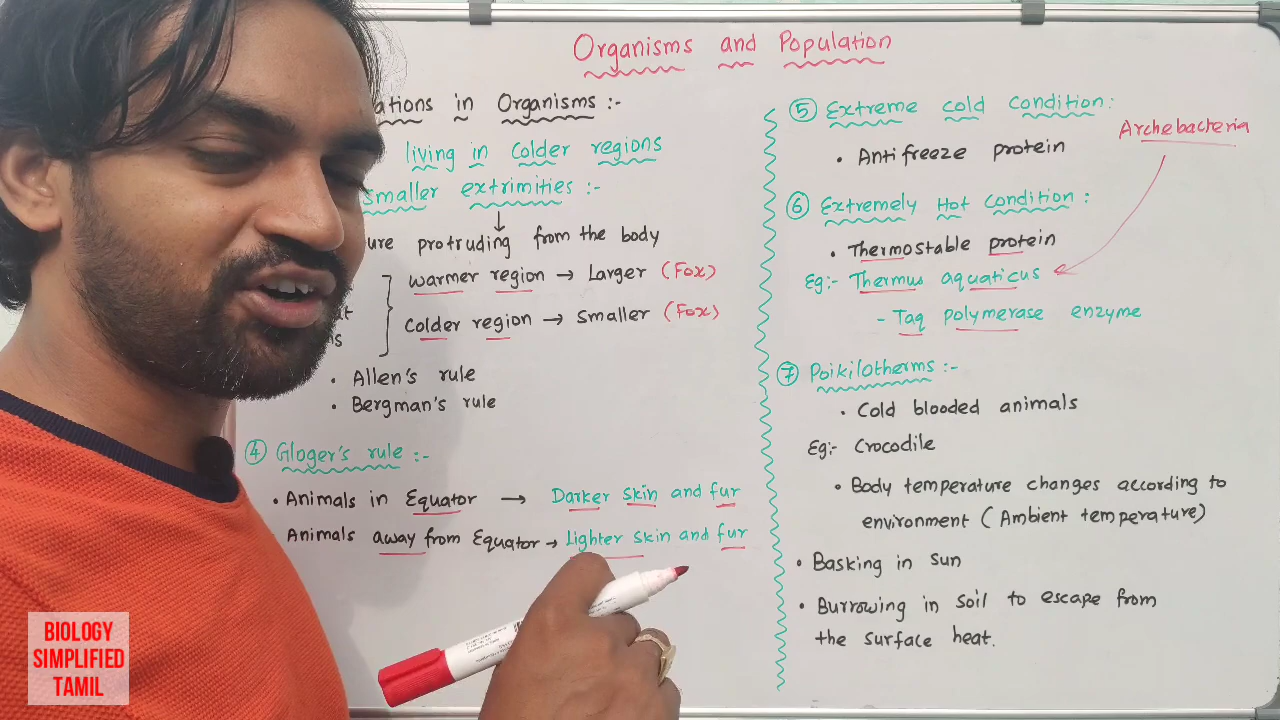 Organisms and Population
ations in Organisms :-
living in colder regions
smaller extrimities :-
ure protruding from the body
warmer region → Larger (Fox)
colder region → smaller (Fox)
• Allen's rule
• Bergman's rule
④ Gloger's rule :-
• Animals in Equator → Darker skin and fur
Animals away from Equator → Lighter skin and fur
⑤ Extreme cold condition :
Archebacteria
• Antifreeze protein
⑥ Extremely Hot Condition :
• Thermostable protein
Eg:- Thermus aquaticus
- Taq polymerase enzyme
⑦ Poikilotherms :-
• Cold blooded animals
Eg:- Crocodile
• Body temperature changes according to
environment (Ambient temperature)
• Basking in sun
• Burrowing in soil to escape from
the surface heat.
BIOLOGY
SIMPLIFIED
TAMIL